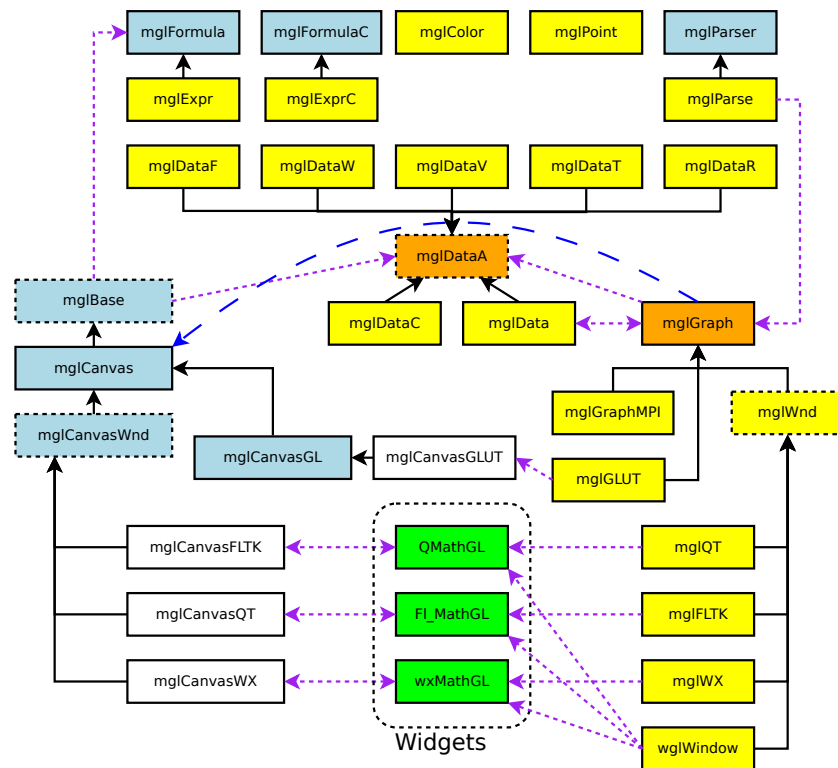 mglFormula
mglFormulaC
mglColor
mglPoint
mglParser
mglExpr
mglExprC
mglParse
mglDataF
mglDataW
mglDataV
mglDataT
mglDataR
mglDataA
mglBase
mglDataC
mglData
mglGraph
mglCanvas
mglGraphMPI
mglWnd
mglCanvasWnd
mglCanvasGL
mglCanvasGLUT
mglGLUT
mglCanvasFLTK
QMathGL
mglQT
mglCanvasQT
Fl_MathGL
mglFLTK
mglCanvasWX
wxMathGL
mglWX
Widgets
wglWindow